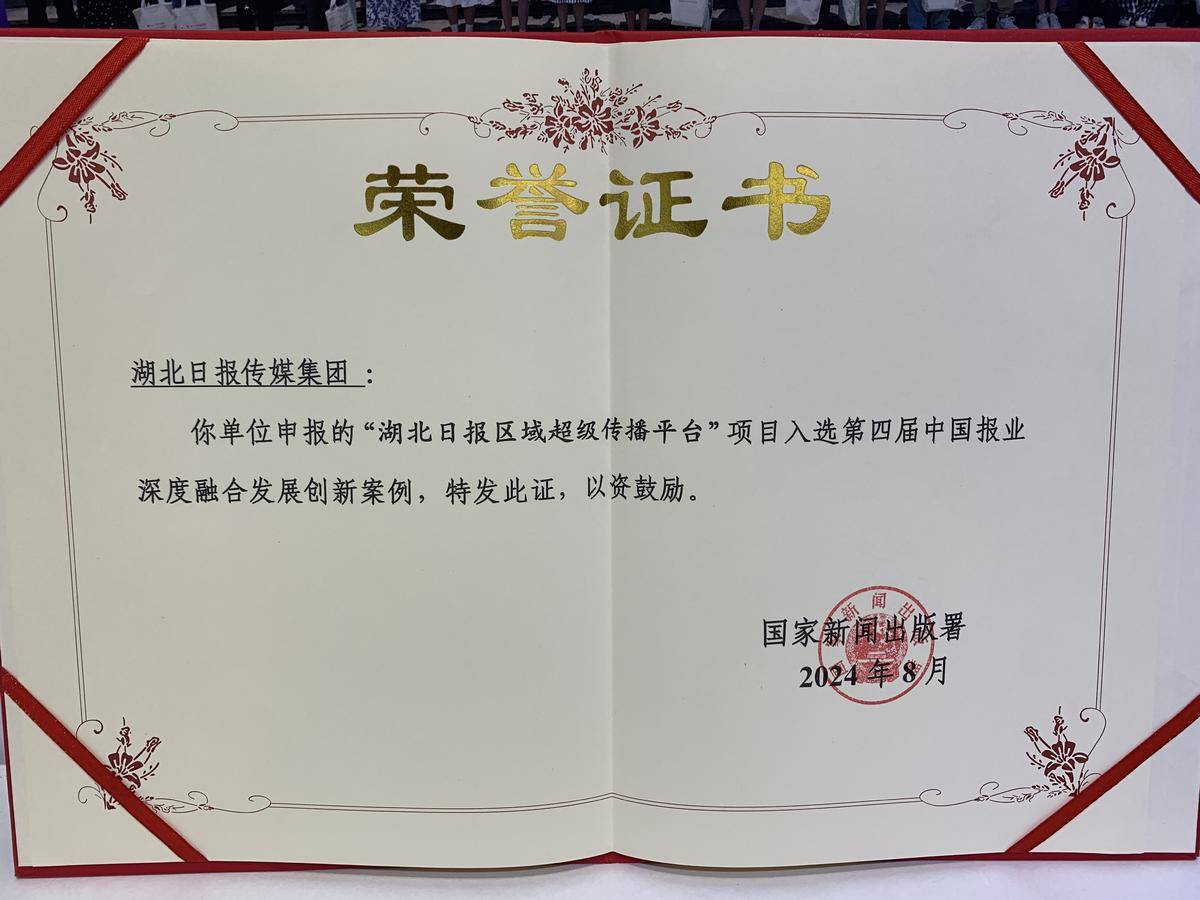 荣誉证书
湖北日报传媒集团：
你单位申报的“湖北日报区域超级传播平台”项目入选第四届中国报业
深度融合发展创新案例，特发此证，以资鼓励。
新闻出
国家新闻出版署
2024年8月